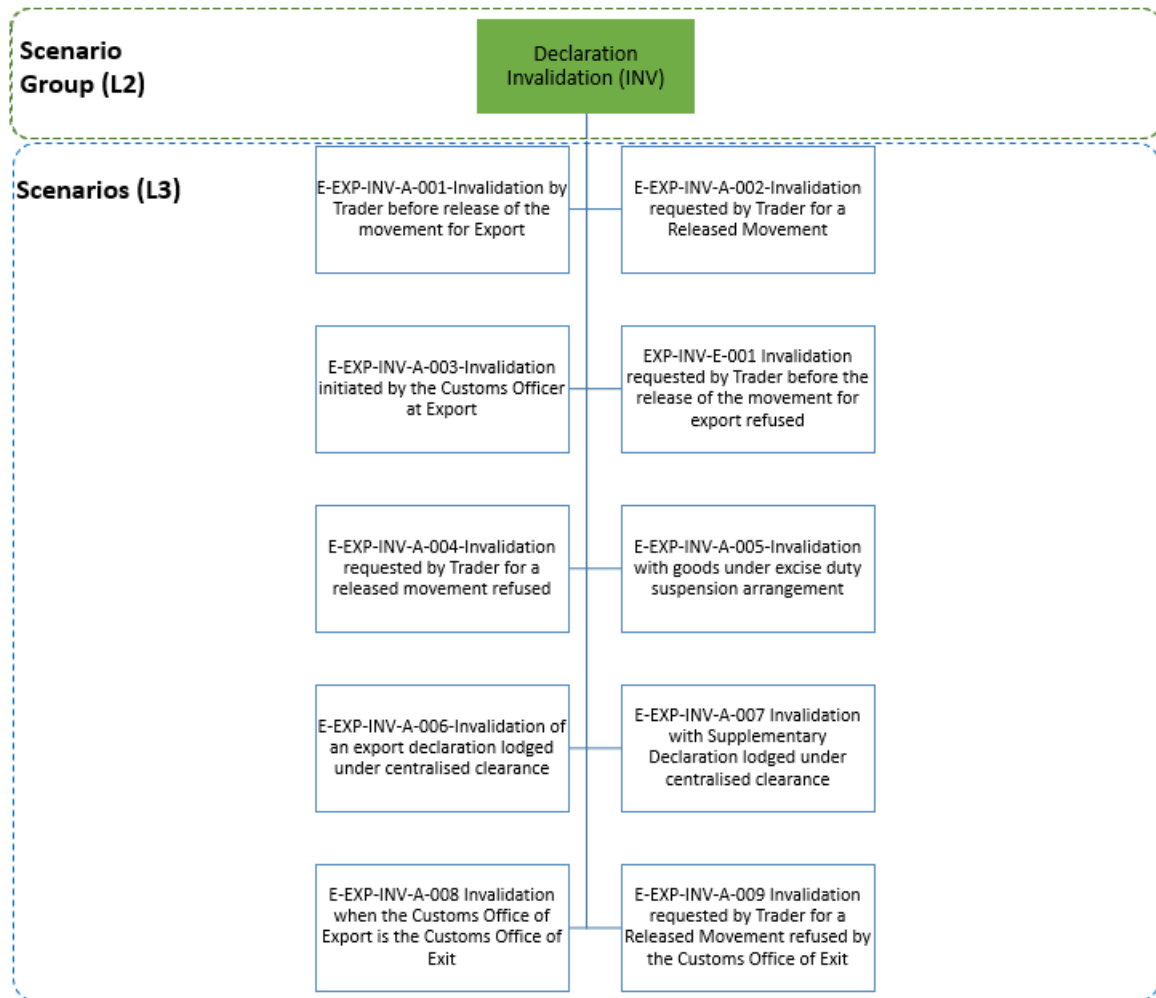 Scenario
Group (L2)
Declaration
Invalidation (INV)
Scenarios (L3)
E-EXP-INV-A-001-Invalidation by
Trader before release of the
movement for Export
E-EXP-INV-A-002-Invalidation
requested by Trader for a
Released Movement
E-EXP-INV-A-003-Invalidation
initiated by the Customs Officer
at Export
EXP-INV-E-001 Invalidation
requested by Trader before the
release of the movement for
export refused
E-EXP-INV-A-004-Invalidation
requested by Trader for a
released movement refused
E-EXP-INV-A-005-Invalidation
with goods under excise duty
suspension arrangement
E-EXP-INV-A-006-Invalidation of
an export declaration lodged
under centralised clearance
E-EXP-INV-A-007 Invalidation
with Supplementary
Declaration lodged under
centralised clearance
E-EXP-INV-A-008 Invalidation
when the Customs Office of
Export is the Customs Office of
Exit
E-EXP-INV-A-009 Invalidation
requested by Trader for a
Released Movement refused by
the Customs Office of Exit